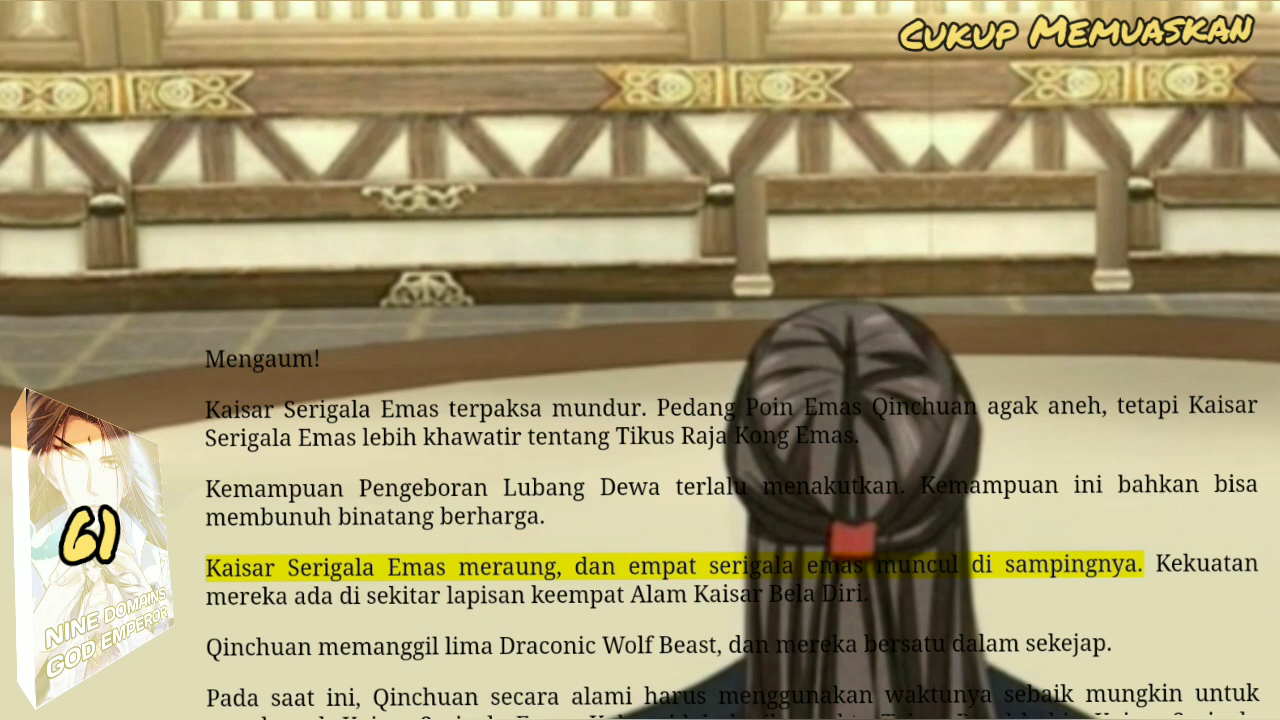 Cukup Memuaskan
Mengaum!
Kaisar Serigala Emas terpaksa mundur. Pedang Poin Emas Qinchuan agak aneh, tetapi Kaisar
Serigala Emas lebih khawatir tentang Tikus Raja Kong Emas.
Kemampuan Pengeboran Lubang Dewa terlalu menakutkan. Kemampuan ini bahkan bisa
membunuh binatang berharga.
Kaisar Serigala Emas meraung, dan empat serigala emas muncul di sampingnya. Kekuatan
mereka ada di sekitar lapisan keempat Alam Kaisar Bela Diri.
Qinchuan memanggil lima Draconic Wolf Beast, dan mereka bersatu dalam sekejap.
Pada saat ini, Qinchuan secara alami harus menggunakan waktunya sebaik mungkin untuk
61
NINE DOMAINS
GOD EMPEROR